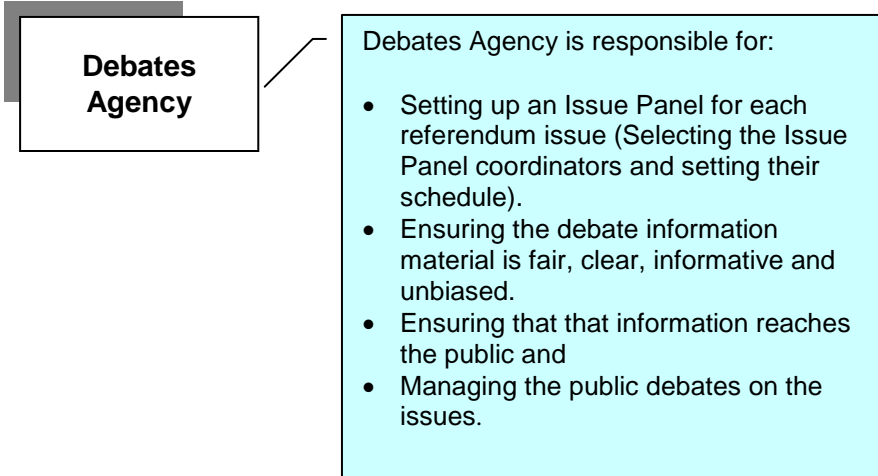 Debates
Agency
Debates Agency is responsible for:
• Setting up an Issue Panel for each
referendum issue (Selecting the Issue
Panel coordinators and setting their
schedule).
• Ensuring the debate information
material is fair, clear, informative and
unbiased.
• Ensuring that that information reaches
the public and
• Managing the public debates on the
issues.